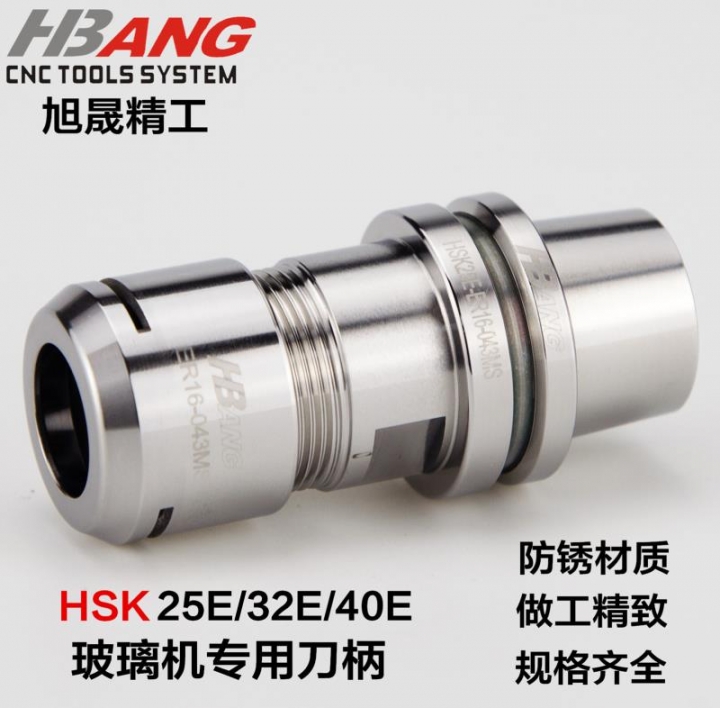 HBANG
CNC TOOLS SYSTEM
旭晟精工
HSK25E-ER16-043MS
HBANG
HBANG
ER16-043M
HSK 25E/32E/40E
玻璃机专用刀柄
防锈材质
做工精致
规格齐全